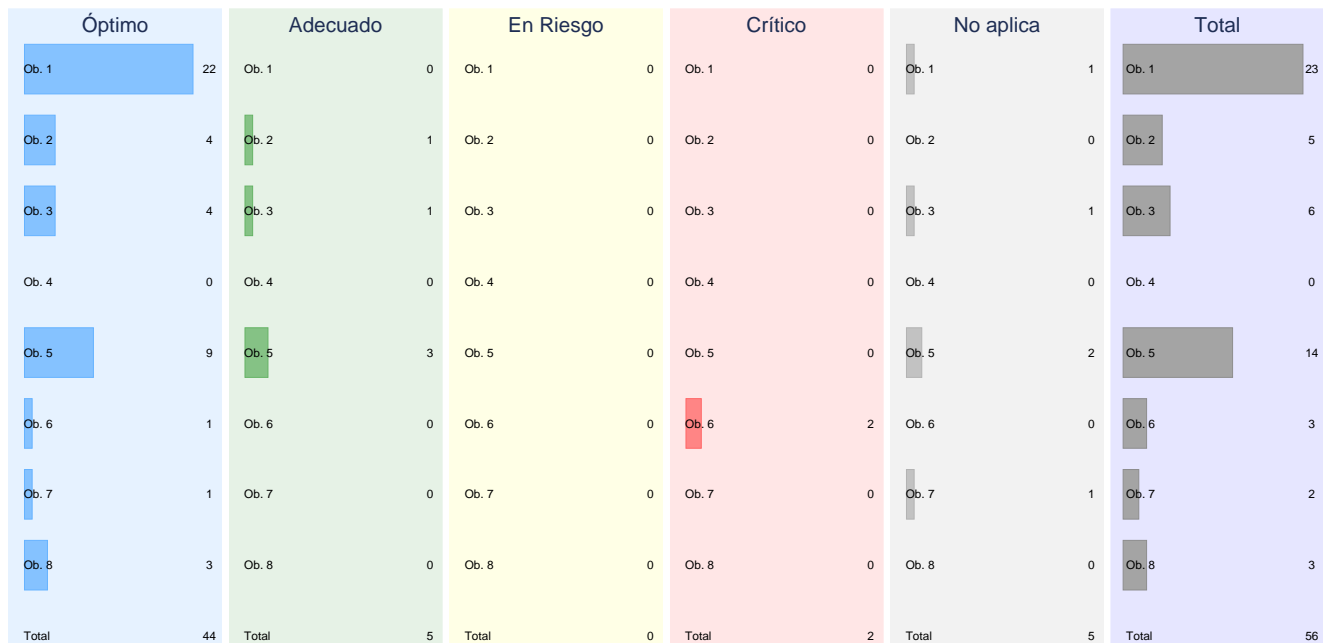 Óptimo Adecuado En Riesgo Crítico No aplica Total
Ob. 1 22 Ob. 1 0 Ob. 1 0 Ob. 1 0 Ob. 1 1 Ob. 1 23
Ob. 2 4 Ob. 2 1 Ob. 2 0 Ob. 2 0 Ob. 2 0 Ob. 2 5
Ob. 3 4 Ob. 3 1 Ob. 3 0 Ob. 3 0 Ob. 3 1 Ob. 3 6
Ob. 4 0 Ob. 4 0 Ob. 4 0 Ob. 4 0 Ob. 4 0 Ob. 4 0
Ob. 5 9 Ob. 5 3 Ob. 5 0 Ob. 5 0 Ob. 5 2 Ob. 5 14
Ob. 6 1 Ob. 6 0 Ob. 6 0 Ob. 6 2 Ob. 6 0 Ob. 6 3
Ob. 7 1 Ob. 7 0 Ob. 7 0 Ob. 7 0 Ob. 7 1 Ob. 7 2
Ob. 8 3 Ob. 8 0 Ob. 8 0 Ob. 8 0 Ob. 8 0 Ob. 8 3
Total 44 Total 5 Total 0 Total 2 Total 5 Total 56